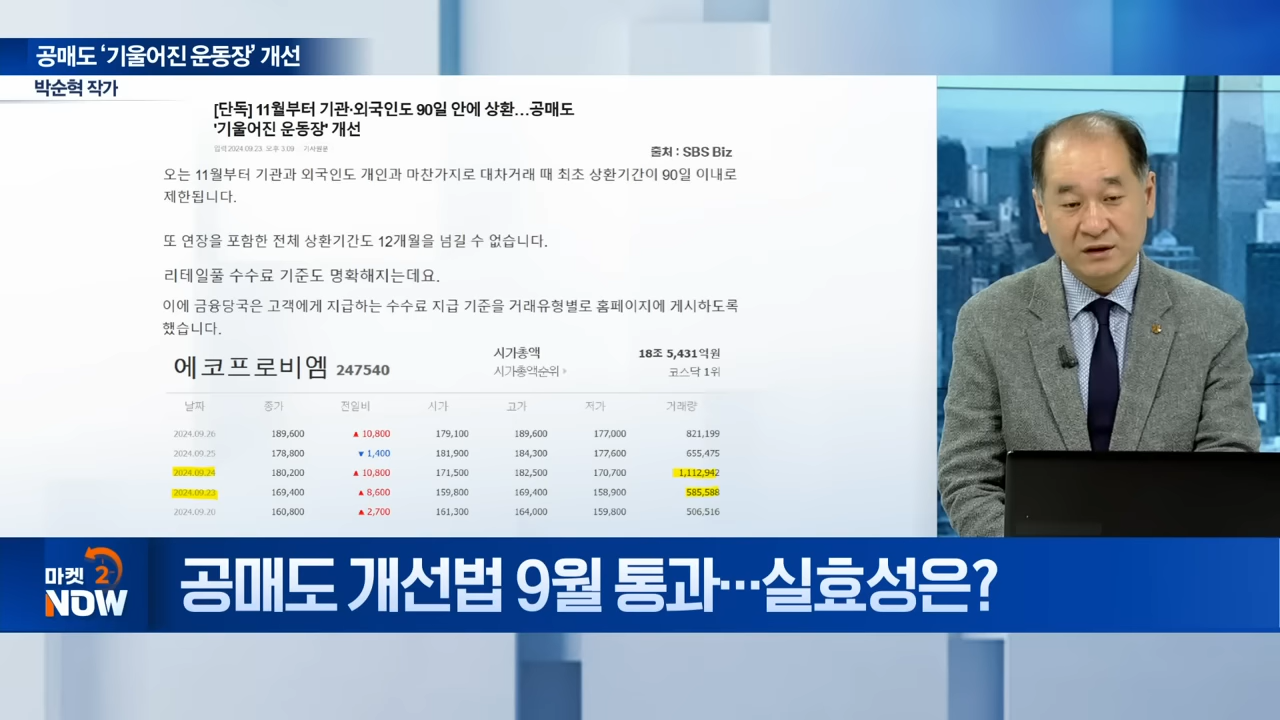 공매도 ‘기울어진 운동장’ 개선
박순혁 작가
[단독] 11월부터 기관·외국인도 90일 안에 상환…공매도
'기울어진 운동장' 개선
입력 2024.09.23. 오후 3:09 기사원문
출처 : SBS Biz
오는 11월부터 기관과 외국인도 개인과 마찬가지로 대차거래 때 최초 상환기간이 90일 이내로
제한됩니다.
또 연장을 포함한 전체 상환기간도 12개월을 넘길 수 없습니다.
리테일풀 수수료 기준도 명확해지는데요.
이에 금융당국은 고객에게 지급하는 수수료 지급 기준을 거래유형별로 홈페이지에 게시하도록
했습니다.
에코프로비엠 247540
시가총액 18조 5,431억원
시가총액순위 코스닥 1위
날짜 종가 전일비 시가 고가 저가 거래량
2024.09.26 189,600 ▲ 10,800 179,100 189,600 177,000 821,199
2024.09.25 178,800 ▼ 1,400 181,900 184,300 177,600 655,475
2024.09.24 180,200 ▲ 10,800 171,500 182,500 170,700 1,112,942
2024.09.23 169,400 ▲ 8,600 159,800 169,400 158,900 585,588
2024.09.20 160,800 ▲ 2,700 161,300 164,000 159,800 506,516
마켓 2
NOW
공매도 개선법 9월 통과…실효성은?